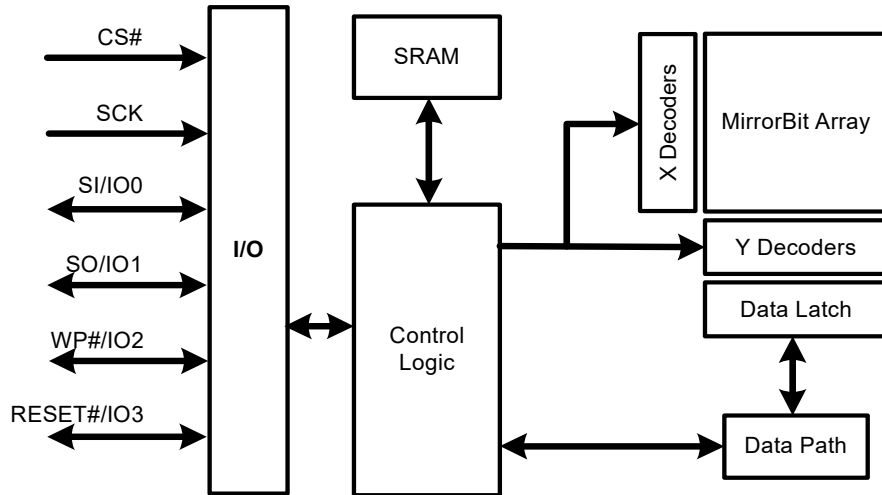 CS#
SCK
SI/IO0
SO/IO1
WP#/IO2
RESET#/IO3
I/O
SRAM
Control
Logic
X Decoders
MirrorBit Array
Y Decoders
Data Latch
Data Path